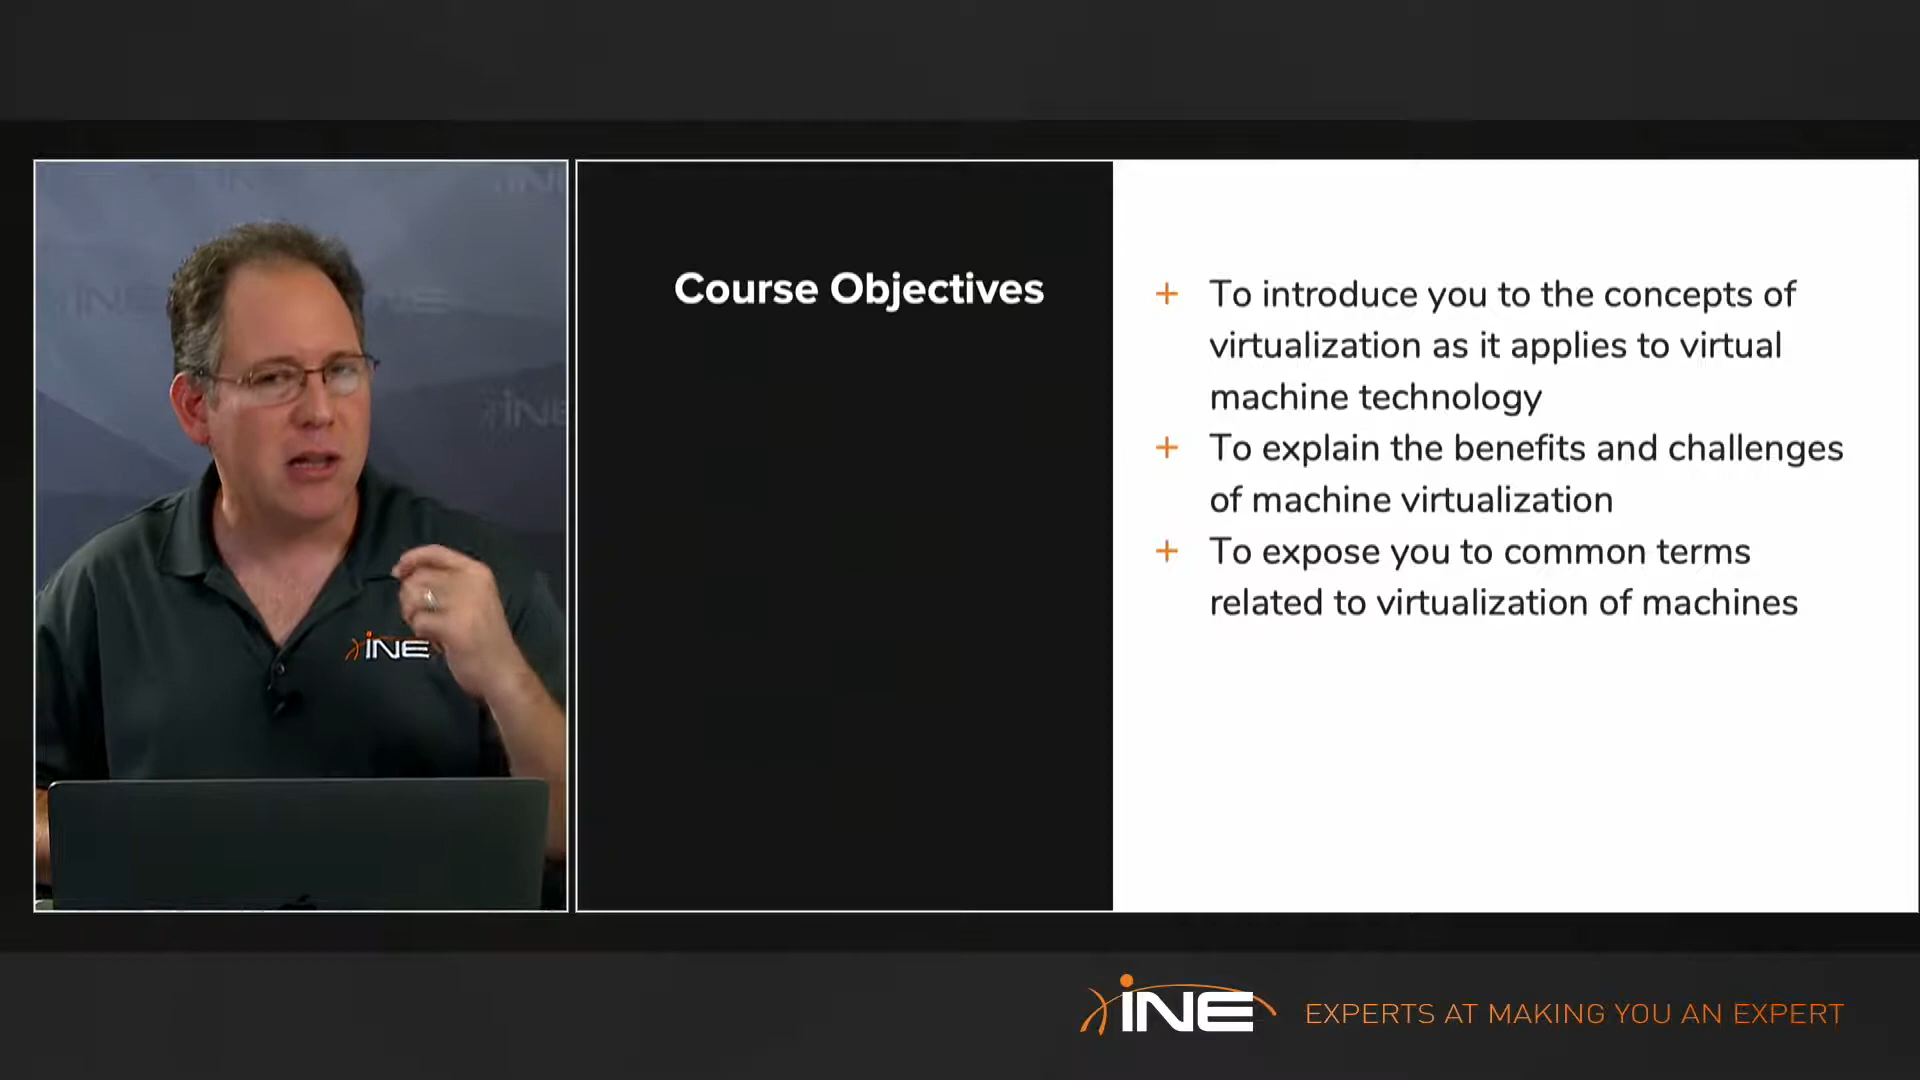 Course Objectives
+ To introduce you to the concepts of
virtualization as it applies to virtual
machine technology
+ To explain the benefits and challenges
of machine virtualization
+ To expose you to common terms
related to virtualization of machines
iNE
iNE EXPERTS AT MAKING YOU AN EXPERT